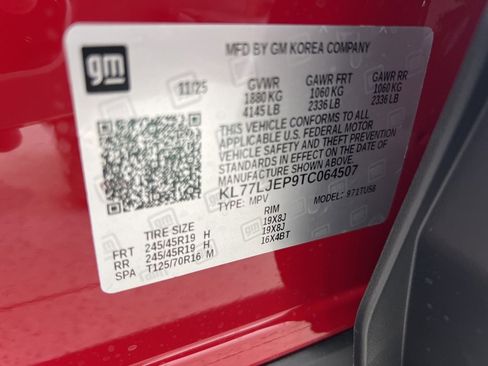 gm
MFD BY GM KOREA COMPANY
11/25
GVWR GAWR FRT GAWR RR
1880 KG 1060 KG 1060 KG
4145 LB 2336 LB 2336 LB
THIS VEHICLE CONFORMS TO ALL
APPLICABLE U.S. FEDERAL MOTOR
VEHICLE SAFETY AND THEFT PREVENTION
STANDARDS IN EFFECT ON THE DATE OF
MANUFACTURE SHOWN ABOVE.
KL77LJEP9TC064507
TYPE: MPV MODEL: 971TU58
TIRE SIZE RIM
FRT 245/45R19 H 19X8J
RR 245/45R19 H 19X8J
SPA T125/70R16 M 16X4BT